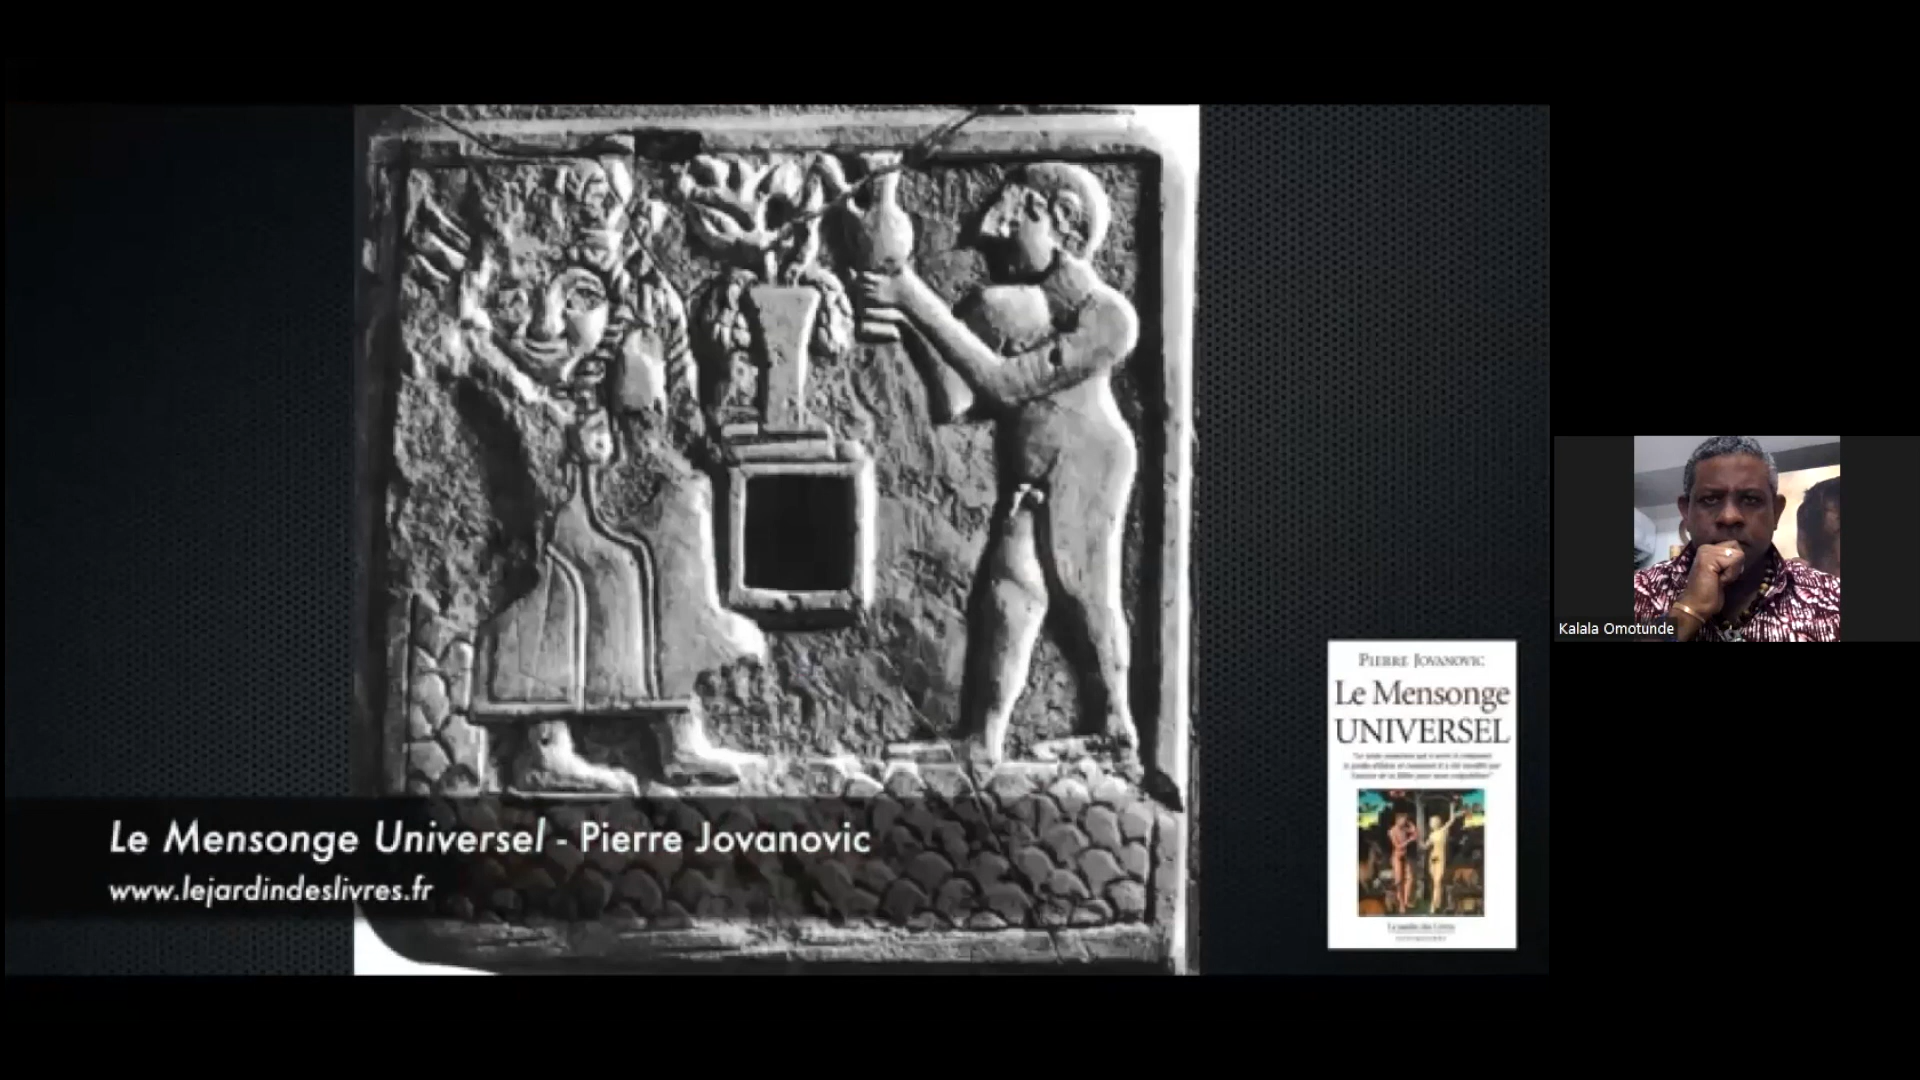 Le Mensonge Universel - Pierre Jovanovic
www.lejardindeslivres.fr
PIERRE JOVANOVIC
Le Mensonge
UNIVERSEL
Kalala Omotunde